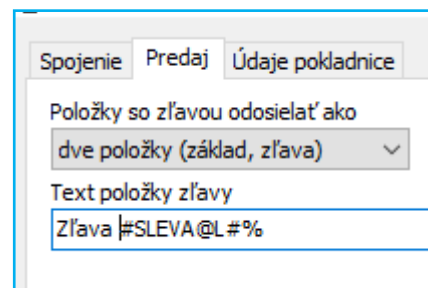 Spojenie Predaj Údaje pokladnice
Položky so zľavou odosielať ako
dve položky (základ, zľava)
Text položky zľavy
Zľava #SLEVA@L#%